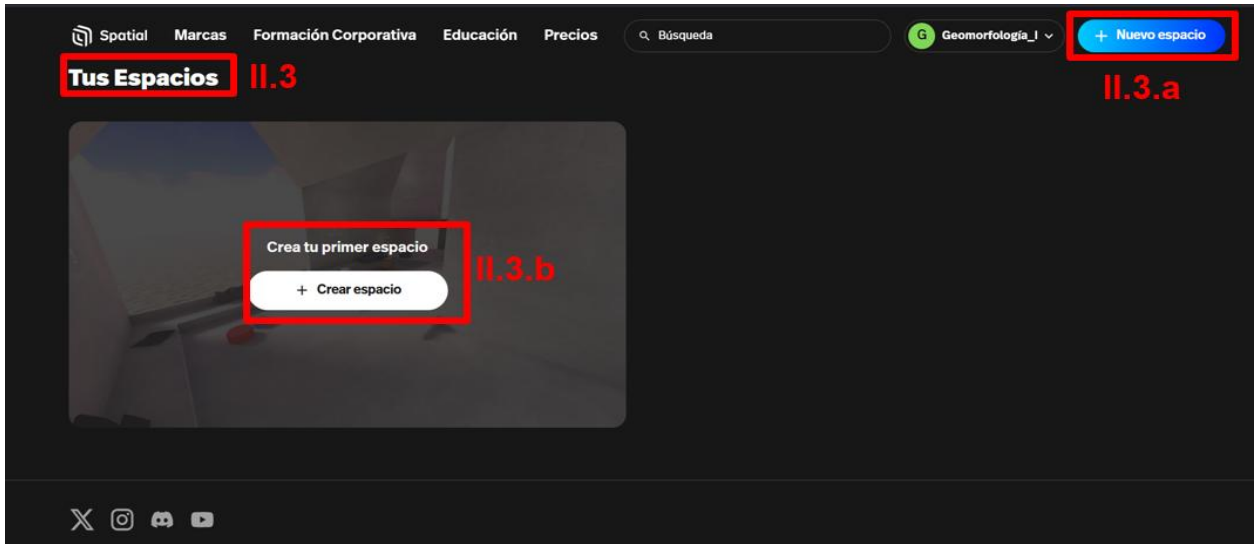 Spatial Marcas Formación Corporativa Educación Precios Búsqueda G Geomorfología_I + Nuevo espacio
Tus Espacios II.3
II.3.a
Crea tu primer espacio
II.3.b
+ Crear espacio